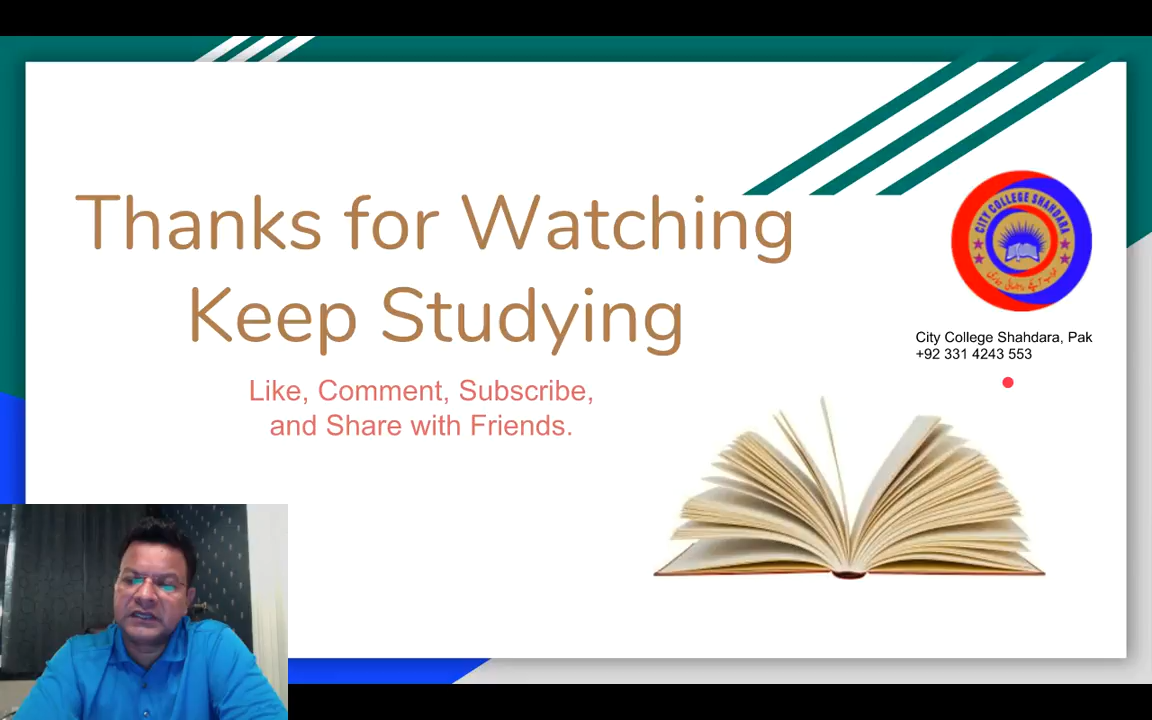 Thanks for Watching
Keep Studying
Like, Comment, Subscribe,
and Share with Friends.
CITY COLLEGE SHAHDARA
City College Shahdara, Pak
+92 331 4243 553